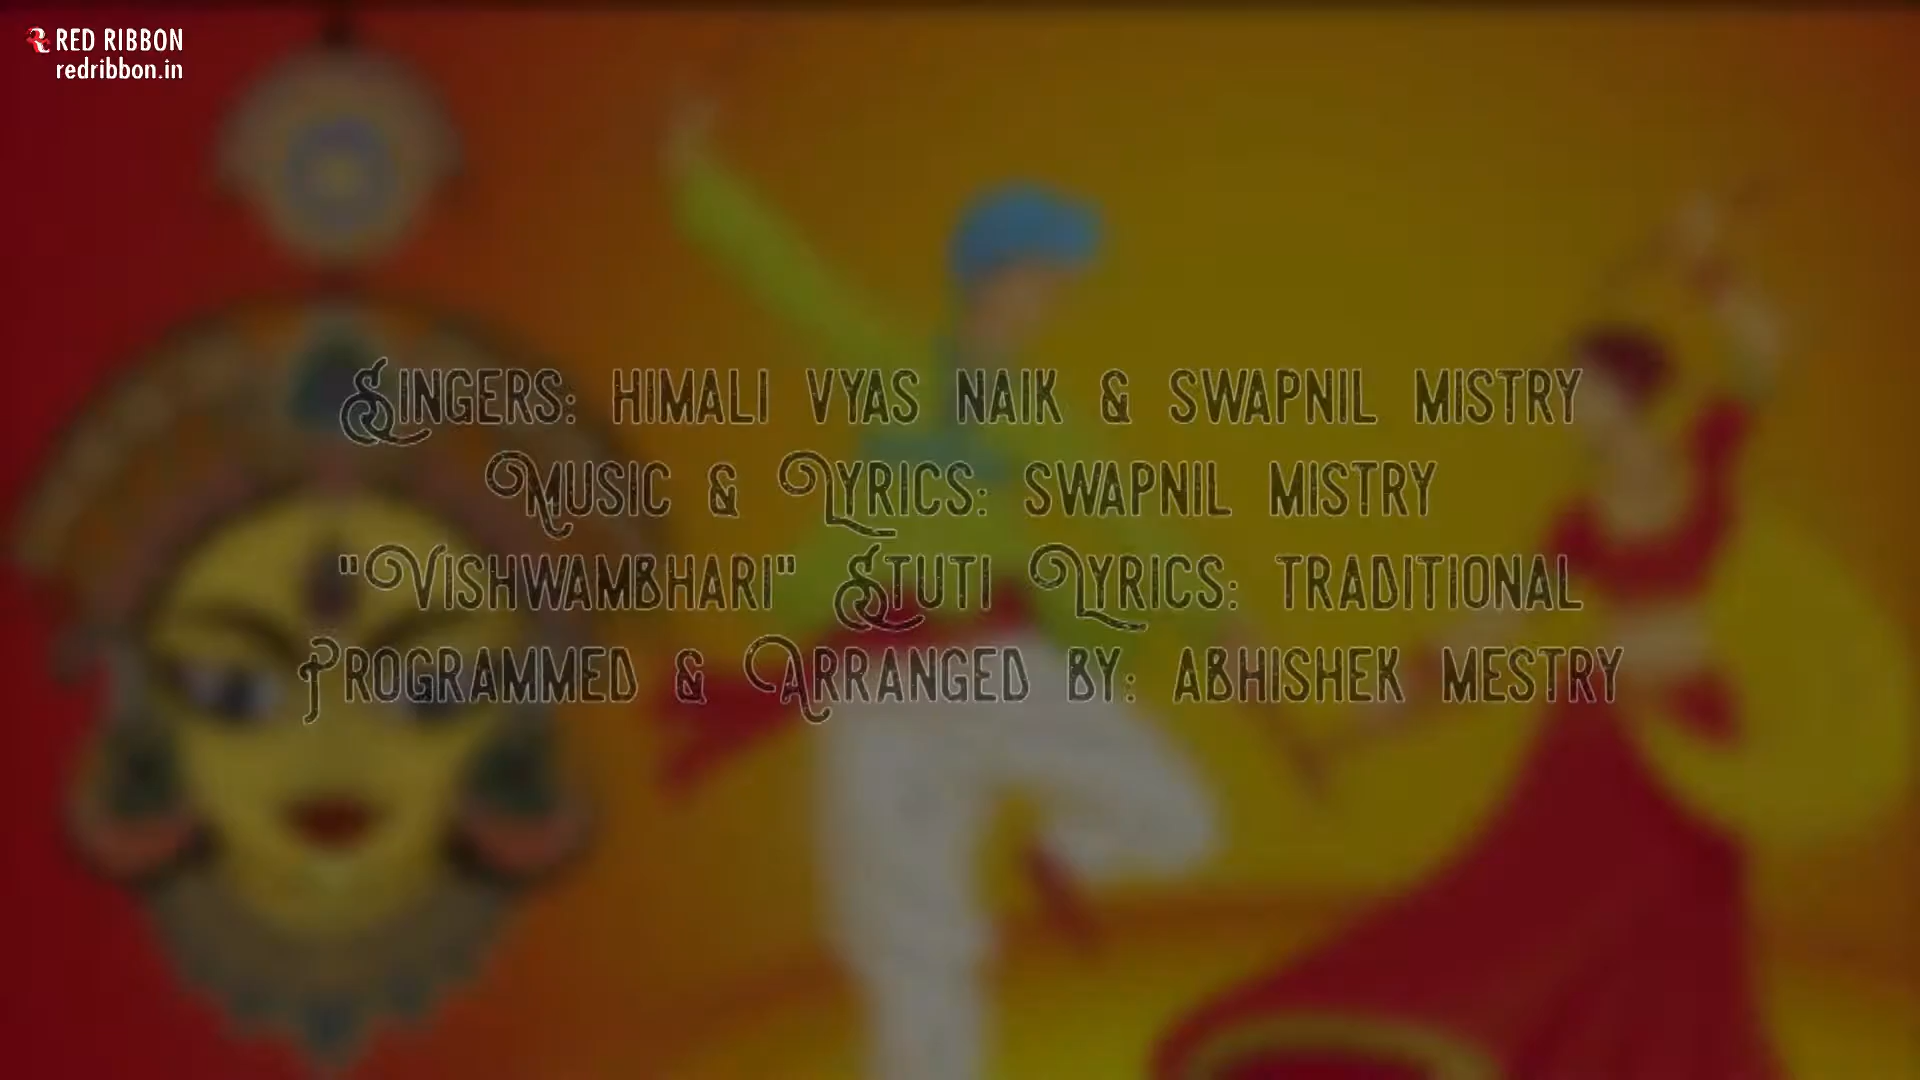 RED RIBBON
redribbon.in
Singers: HIMALI VYAS NAIK & SWAPNIL MISTRY
Music & Lyrics: SWAPNIL MISTRY
"Vishwambhari" Stuti Lyrics: TRADITIONAL
Programmed & Arranged BY: ABHISHEK MESTRY